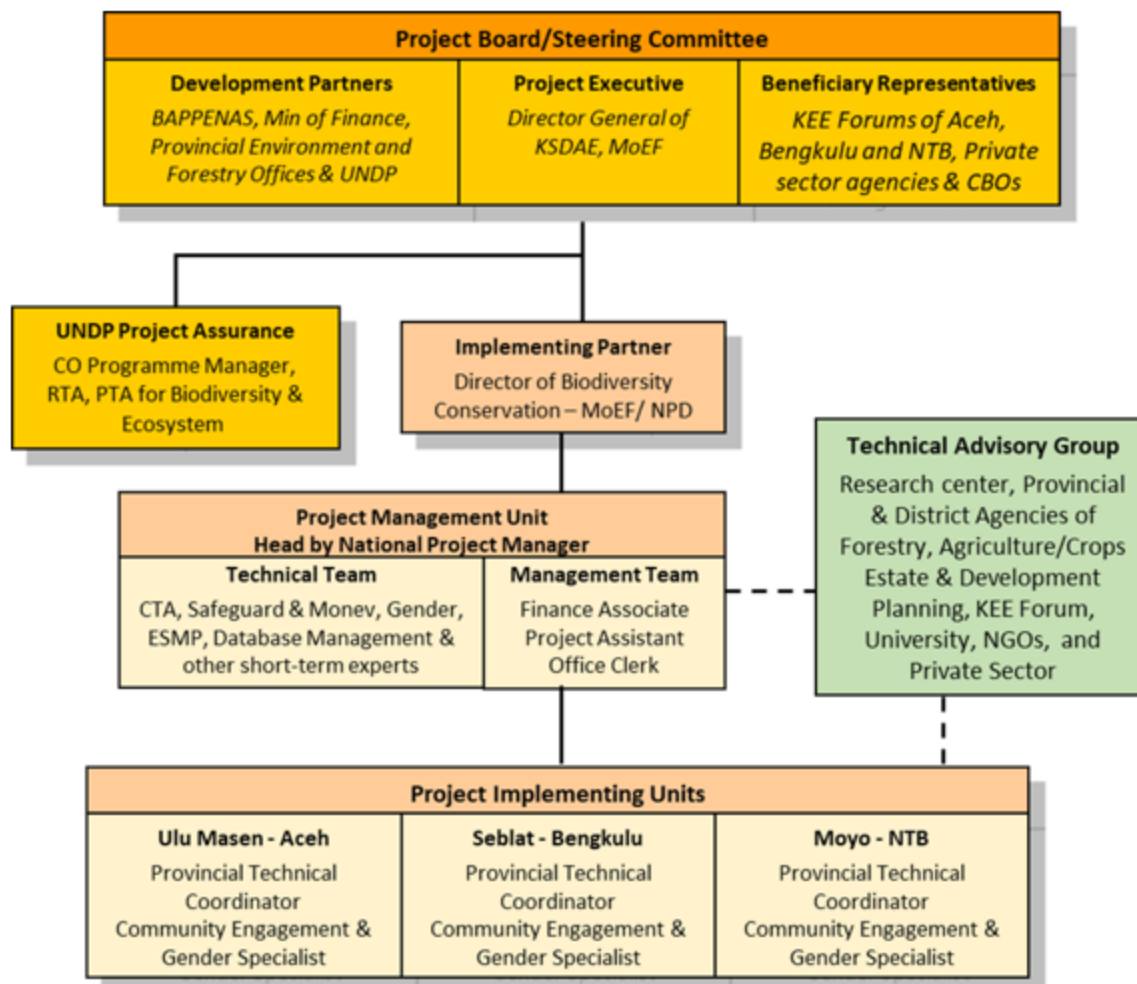 Project Board/Steering Committee
Development Partners
BAPPENAS, Min of Finance,
Provincial Environment and
Forestry Offices & UNDP
Project Executive
Director General of
KSDAE, MoEF
Beneficiary Representatives
KEE Forums of Aceh,
Bengkulu and NTB, Private
sector agencies & CBOs
UNDP Project Assurance
CO Programme Manager,
RTA, PTA for Biodiversity &
Ecosystem
Implementing Partner
Director of Biodiversity
Conservation – MoEF/ NPD
Technical Advisory Group
Research center, Provincial
& District Agencies of
Forestry, Agriculture/Crops
Estate & Development
Planning, KEE Forum,
University, NGOs, and
Private Sector
Project Management Unit
Head by National Project Manager
Technical Team
CTA, Safeguard & Monev, Gender,
ESMP, Database Management &
other short-term experts
Management Team
Finance Associate
Project Assistant
Office Clerk
Project Implementing Units
Ulu Masen - Aceh
Provincial Technical
Coordinator
Community Engagement &
Gender Specialist
Seblat - Bengkulu
Provincial Technical
Coordinator
Community Engagement &
Gender Specialist
Moyo - NTB
Provincial Technical
Coordinator
Community Engagement &
Gender Specialist